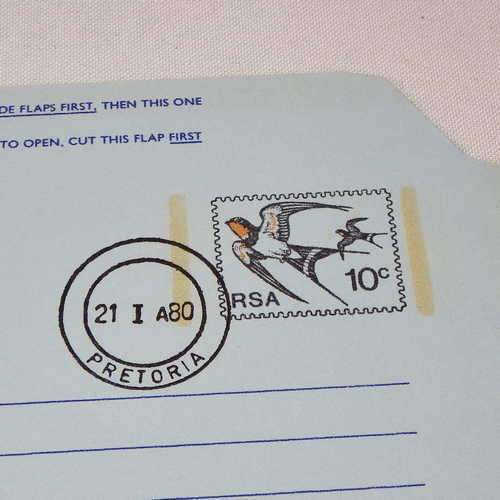 DE FLAPS FIRST, THEN THIS ONE
TO OPEN. CUT THIS FLAP FIRST
10c
RSA
21 I A80
PRETORIA